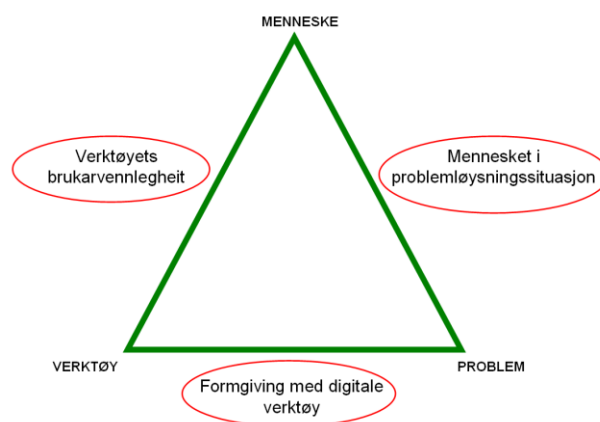 MENNESKE
Verktøyets
brukarvennlegheit
Mennesket i
problemløysningssituasjon
VERKTØY
PROBLEM
Formgiving med digitale
verktøy